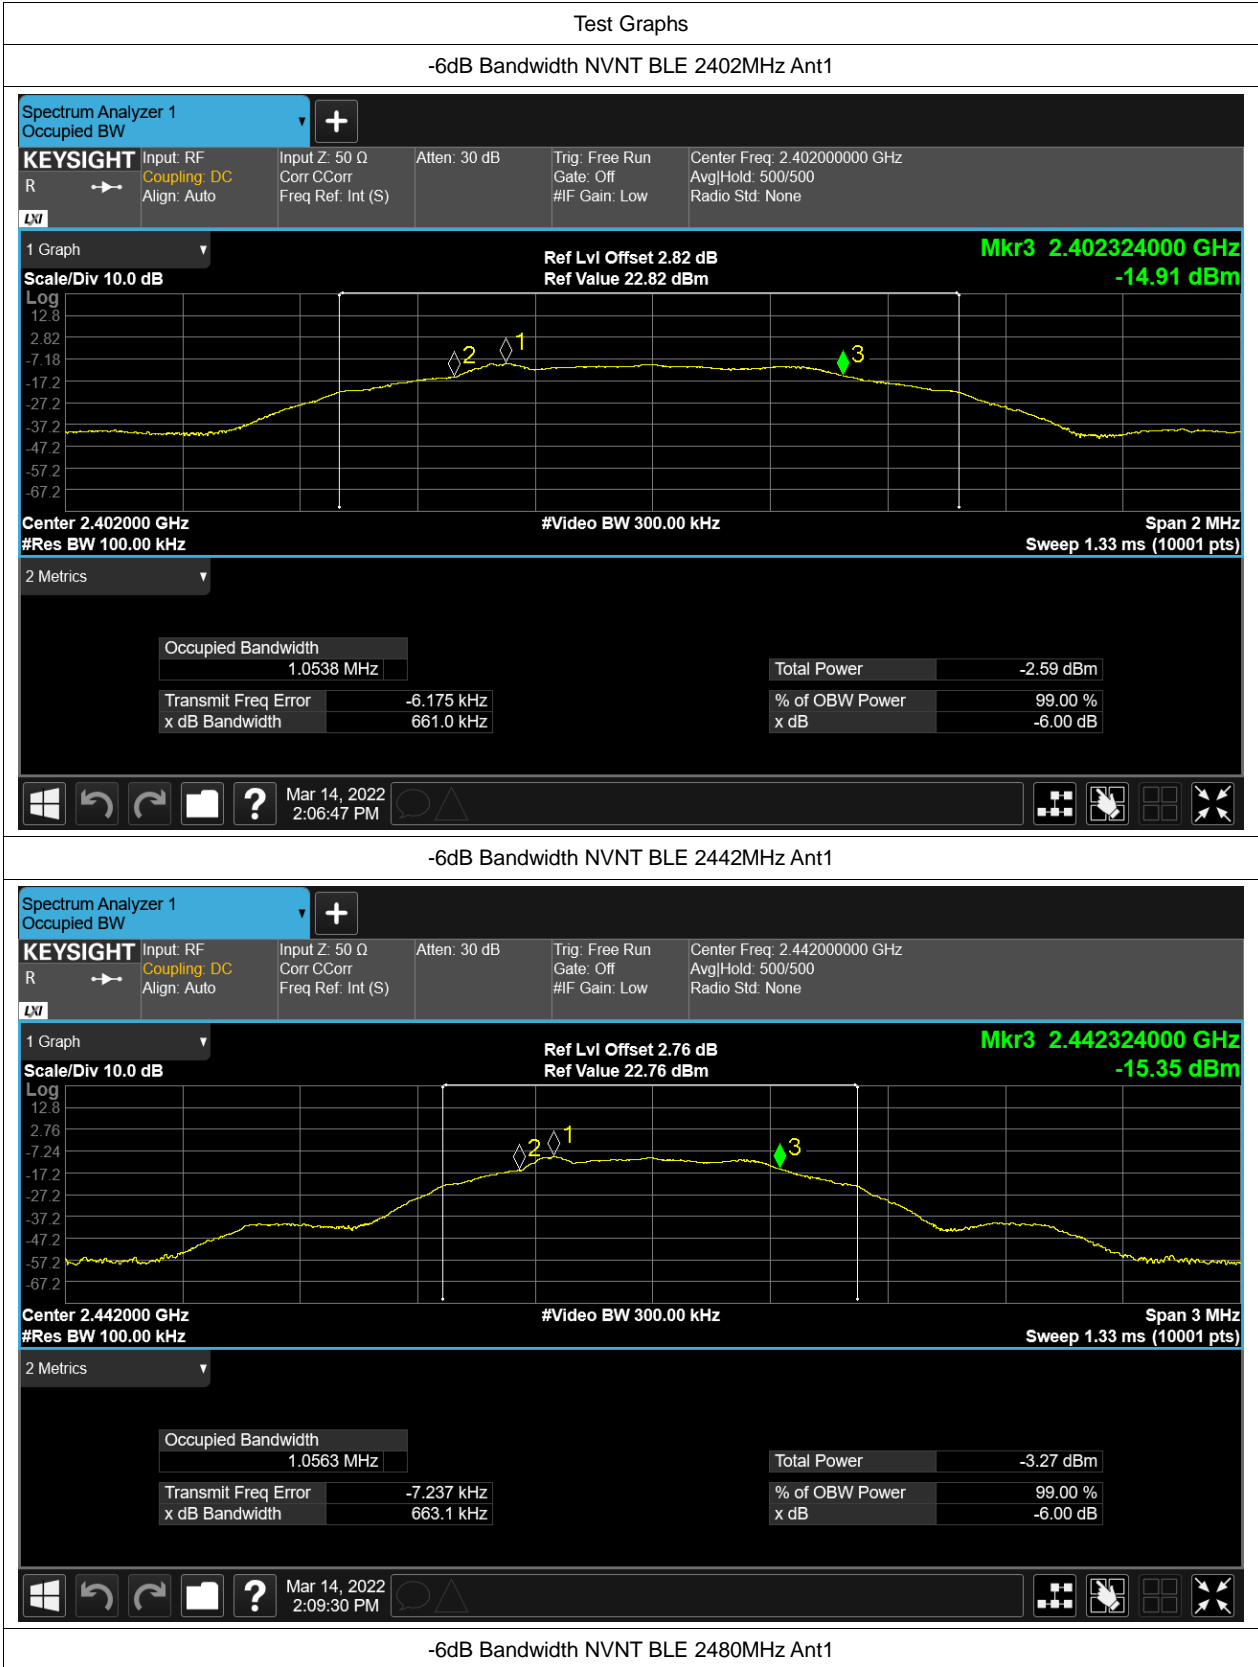 Test Graphs
-6dB Bandwidth NVNT BLE 2402MHz Ant1
Spectrum Analyzer 1
Occupied BW
KEYSIGHT Input: RF Input Z: 50 Ω Atten: 30 dB Trig: Free Run Center Freq: 2.402000000 GHz
R Coupling: DC Corr CCorr Gate: Off Avg|Hold: 500/500
Align: Auto Freq Ref: Int (S) #IF Gain: Low Radio Std: None
LXI
1 Graph Ref Lvl Offset 2.82 dB Mkr3 2.402324000 GHz
Scale/Div 10.0 dB Ref Value 22.82 dBm -14.91 dBm
Log
12.8
2.82
-7.18
-17.2
-27.2
-37.2
-47.2
-57.2
-67.2
2 1 3
Center 2.402000 GHz #Video BW 300.00 kHz Span 2 MHz
#Res BW 100.00 kHz Sweep 1.33 ms (10001 pts)
2 Metrics
Occupied Bandwidth
1.0538 MHz Total Power -2.59 dBm
Transmit Freq Error -6.175 kHz % of OBW Power 99.00 %
x dB Bandwidth 661.0 kHz x dB -6.00 dB
? Mar 14, 2022
2:06:47 PM
-6dB Bandwidth NVNT BLE 2442MHz Ant1
Spectrum Analyzer 1
Occupied BW
KEYSIGHT Input: RF Input Z: 50 Ω Atten: 30 dB Trig: Free Run Center Freq: 2.442000000 GHz
R Coupling: DC Corr CCorr Gate: Off Avg|Hold: 500/500
Align: Auto Freq Ref: Int (S) #IF Gain: Low Radio Std: None
LXI
1 Graph Ref Lvl Offset 2.76 dB Mkr3 2.442324000 GHz
Scale/Div 10.0 dB Ref Value 22.76 dBm -15.35 dBm
Log
12.8
2.76
-7.24
-17.2
-27.2
-37.2
-47.2
-57.2
-67.2
2 1 3
Center 2.442000 GHz #Video BW 300.00 kHz Span 3 MHz
#Res BW 100.00 kHz Sweep 1.33 ms (10001 pts)
2 Metrics
Occupied Bandwidth
1.0563 MHz Total Power -3.27 dBm
Transmit Freq Error -7.237 kHz % of OBW Power 99.00 %
x dB Bandwidth 663.1 kHz x dB -6.00 dB
? Mar 14, 2022
2:09:30 PM
-6dB Bandwidth NVNT BLE 2480MHz Ant1